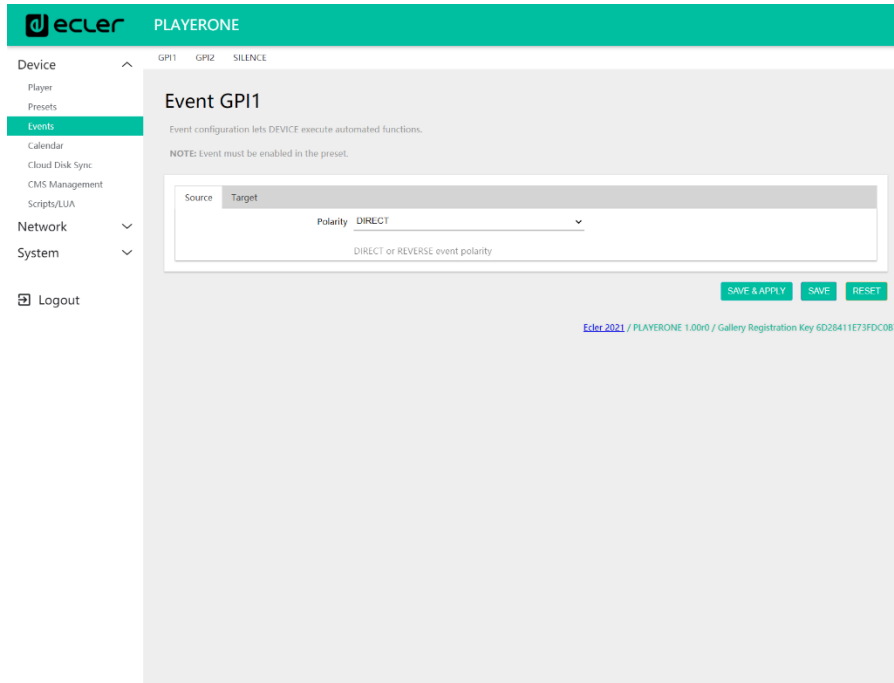 ecler PLAYERONE
Device
Player
Presets
Events
Calendar
Cloud Disk Sync
CMS Management
Scripts/LUA
Network
System
Logout
GPI1 GPI2 SILENCE
Event GPI1
Event configuration lets DEVICE execute automated functions.
NOTE: Event must be enabled in the preset.
Source Target
Polarity DIRECT
DIRECT or REVERSE event polarity
SAVE & APPLY SAVE RESET
Ecler 2021 / PLAYERONE 1.00r0 / Gallery Registration Key 6D28411E73FDC0B